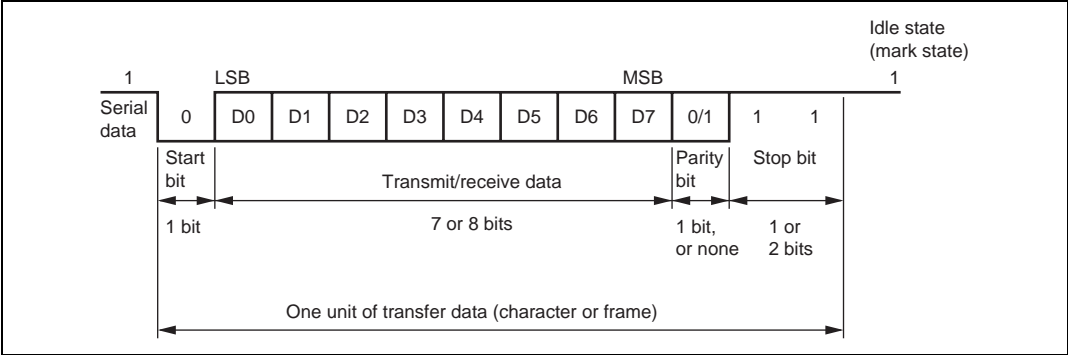 Idle state
(mark state)
1 LSB MSB 1
Serial
data
0 D0 D1 D2 D3 D4 D5 D6 D7 0/1 1 1
Start
bit
Transmit/receive data
Parity
bit
Stop bit
1 bit
7 or 8 bits
1 bit,
or none
1 or
2 bits
One unit of transfer data (character or frame)